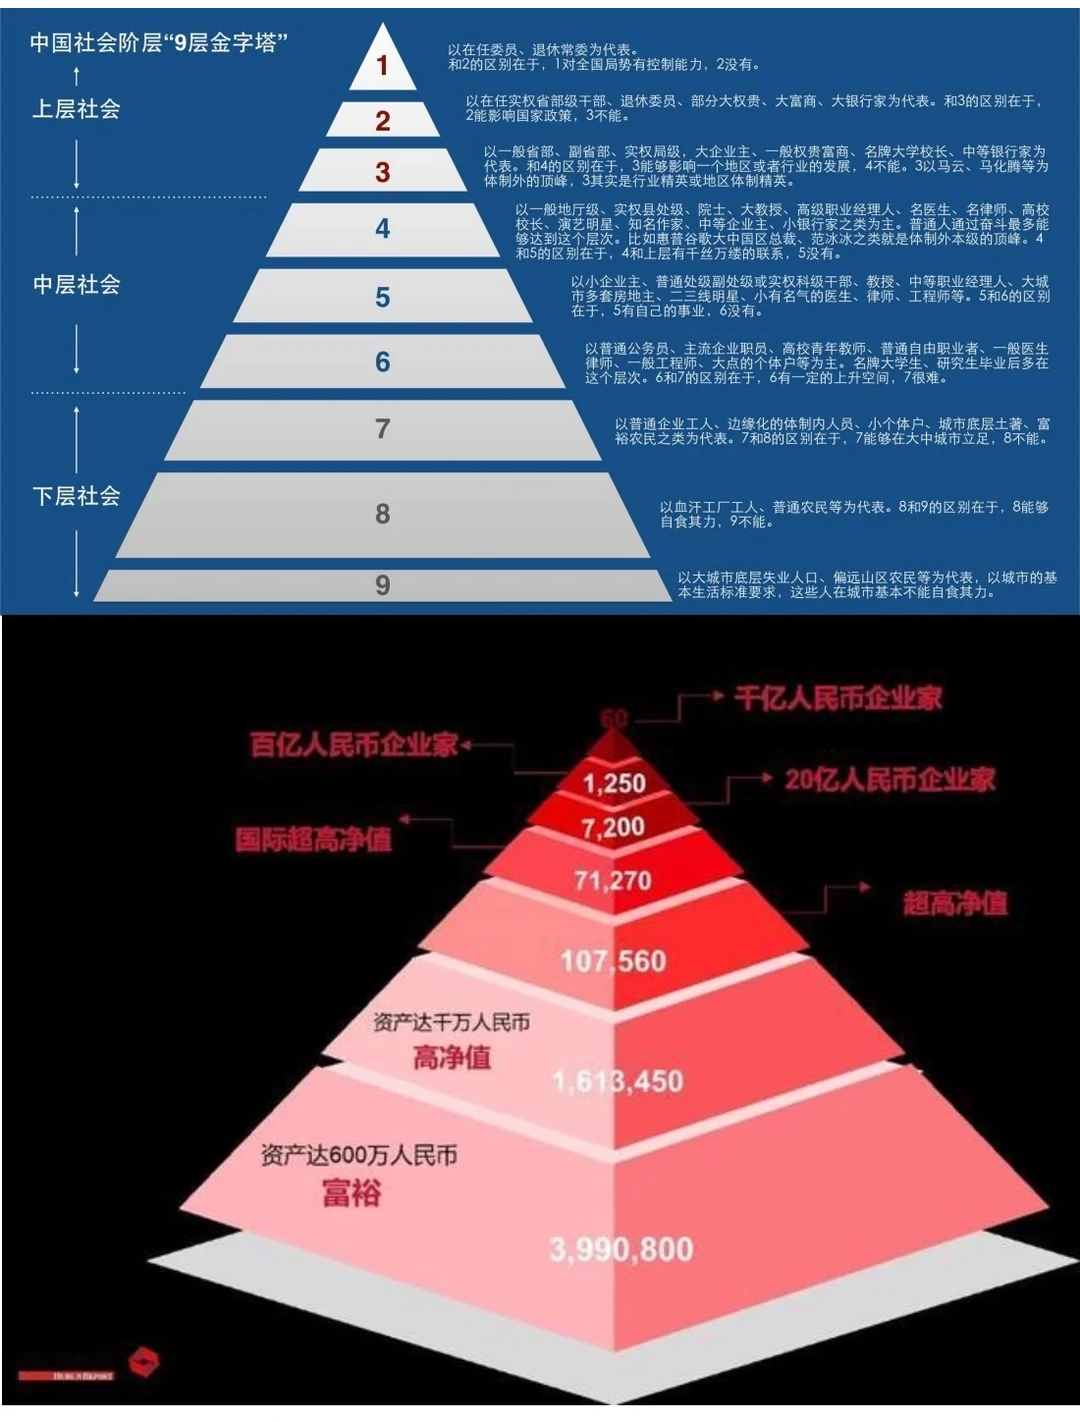 中国社会阶层“9层金字塔”
上层社会
1
以在任委员、退休常委为代表。
和2的区别在于，1对全国局势有控制能力，2没有。
2
以在任实权省部级干部、退休委员、部分大权贵、大富商、大银行家为代表。和3的区别在于，
2能影响国家政策，3不能。
3
以一般省部、副省部、实权局级，大企业主、一般权贵富商、名牌大学校长、中等银行家为
代表。和4的区别在于，3能够影响一个地区或者行业的发展，4不能。3以马云、马化腾等为
体制外的顶峰，3其实是行业精英或地区体制精英。
中层社会
4
以一般地厅级、实权县处级、院士、大教授、高级职业经理人、名医生、名律师、高校
校长、演艺明星、知名作家、中等企业主、小银行家之类为主。普通人通过奋斗最多能
够达到这个层次。比如惠普谷歌大中国区总裁、范冰冰之类就是体制外本级的顶峰。4
和5的区别在于，4和上层有千丝万缕的联系，5没有。
5
以小企业主、普通处级副处级或实权科级干部、教授、中等职业经理人、大城
市多套房地主、二三线明星、小有名气的医生、律师、工程师等。5和6的区别
在于，5有自己的事业，6没有。
6
以普通公务员、主流企业职员、高校青年教师、普通自由职业者、一般医生
律师、一般工程师、大点的个体户等为主。名牌大学生、研究生毕业后多在
这个层次。6和7的区别在于，6有一定的上升空间，7很难。
下层社会
7
以普通企业工人、边缘化的体制内人员、小个体户、城市底层土著、富
裕农民之类为代表。7和8的区别在于，7能够在大中城市立足，8不能。
8
以血汗工厂工人、普通农民等为代表。8和9的区别在于，8能够
自食其力，9不能。
9
以大城市底层失业人口、偏远山区农民等为代表，以城市的基
本生活标准要求，这些人在城市基本不能自食其力。
60
千亿人民币企业家
百亿人民币企业家
1,250
20亿人民币企业家
7,200
国际超高净值
71,270
超高净值
107,560
资产达千万人民币
高净值
1,613,450
资产达600万人民币
富裕
3,990,800
HURUN REPORT